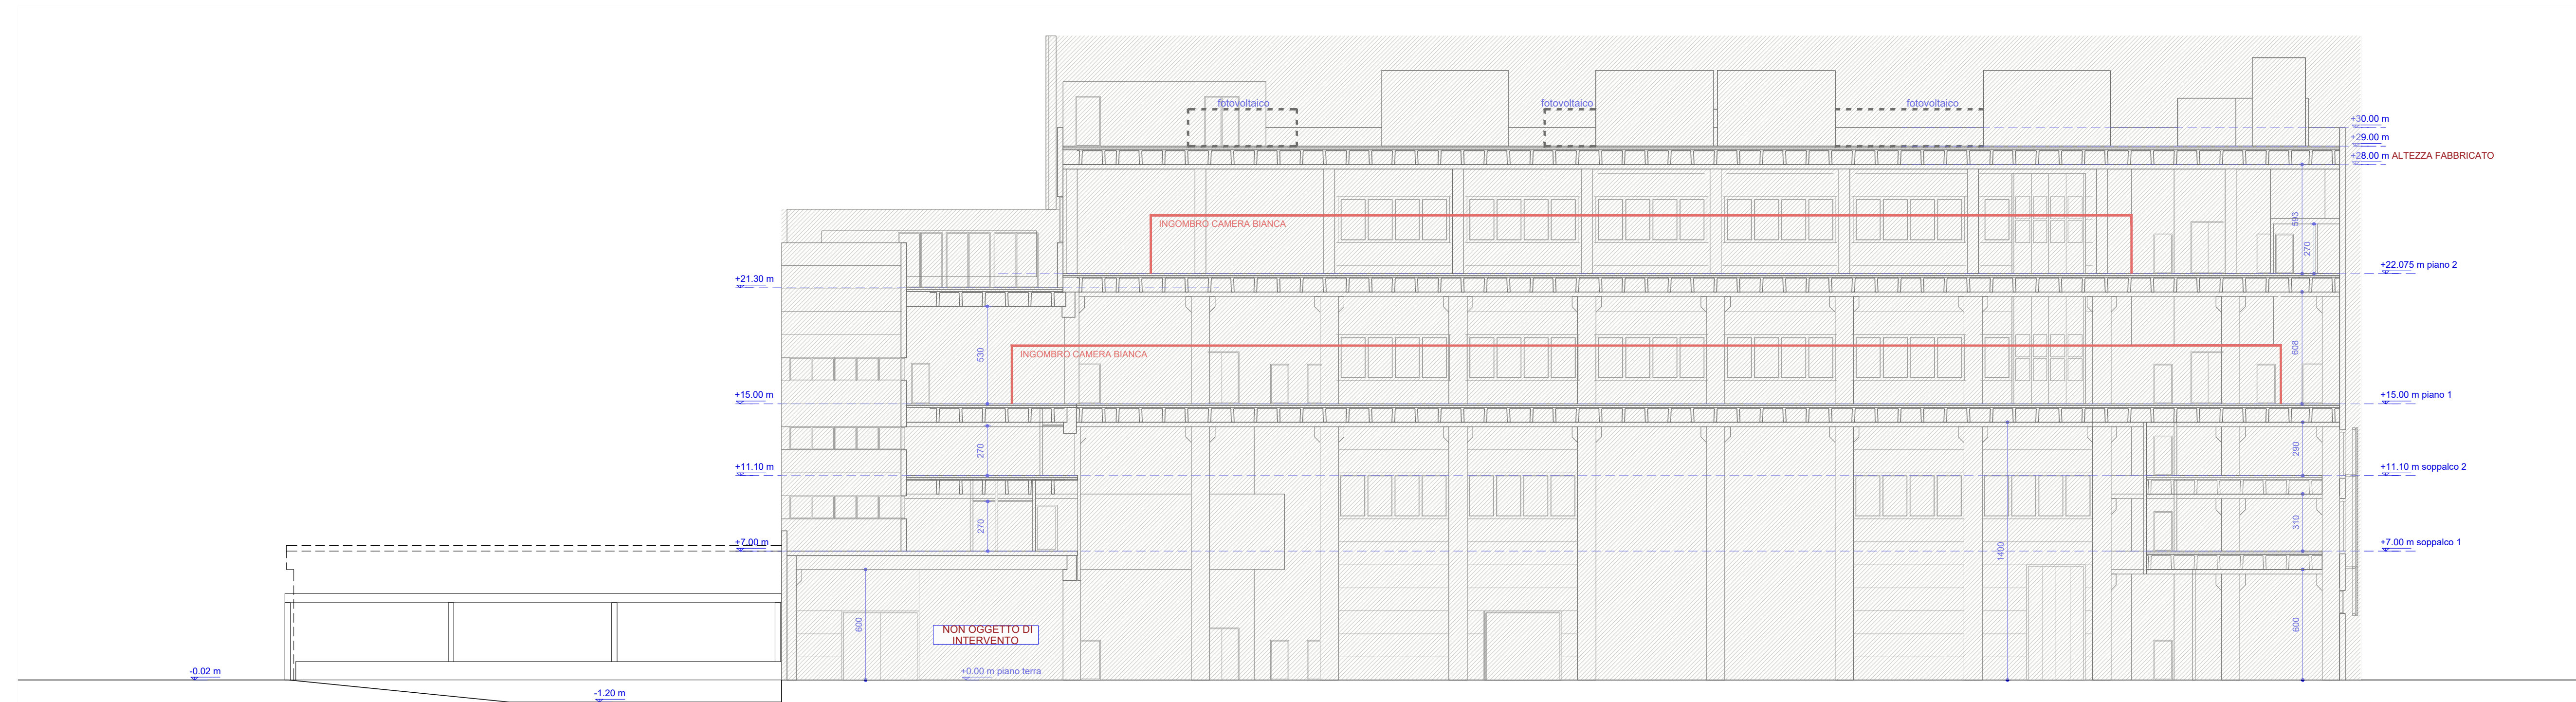 fotovoltaico
fotovoltaico
fotovoltaico
+30.00 m
+29.00 m
+28.00 m ALTEZZA FABBRICATO
INGOMBRO CAMERA BIANCA
593
270
+22.075 m piano 2
+21.30 m
INGOMBRO CAMERA BIANCA
530
608
+15.00 m
+15.00 m piano 1
270
290
+11.10 m
+11.10 m soppalco 2
270
310
+7.00 m
+7.00 m soppalco 1
1400
600
600
NON OGGETTO DI
INTERVENTO
-0.02 m
+0.00 m piano terra
-1.20 m